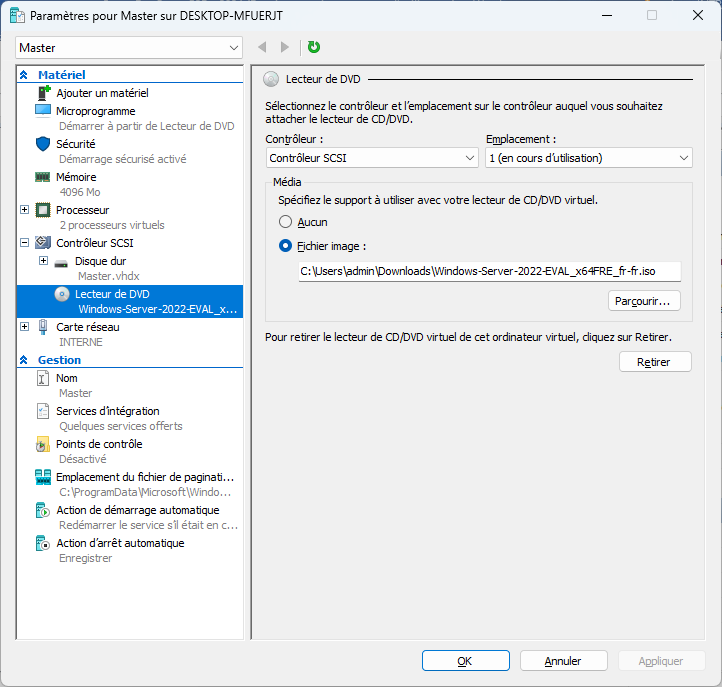 Paramètres pour Master sur DESKTOP-MFUERJT
Master
Matériel
Ajouter un matériel
Microprogramme
Démarrer à partir de Lecteur de DVD
Sécurité
Démarrage sécurisé activé
Mémoire
4096 Mo
Processeur
2 processeurs virtuels
Contrôleur SCSI
Disque dur
Master.vhdx
Lecteur de DVD
Windows-Server-2022-EVAL_x...
Carte réseau
INTERNE
Gestion
Nom
Master
Services d'intégration
Quelques services offerts
Points de contrôle
Désactivé
Emplacement du fichier de paginati...
C:\ProgramData\Microsoft\Windo...
Action de démarrage automatique
Redémarrer le service s'il était en c...
Action d'arrêt automatique
Enregistrer
Lecteur de DVD
Sélectionnez le contrôleur et l'emplacement sur le contrôleur auquel vous souhaitez
attacher le lecteur de CD/DVD.
Contrôleur : Emplacement :
Contrôleur SCSI 1 (en cours d'utilisation)
Média
Spécifiez le support à utiliser avec votre lecteur de CD/DVD virtuel.
Aucun
Fichier image :
C:\Users\admin\Downloads\Windows-Server-2022-EVAL_x64FRE_fr-fr.iso
Parcourir...
Pour retirer le lecteur de CD/DVD virtuel de cet ordinateur virtuel, cliquez sur Retirer.
Retirer
OK Annuler Appliquer